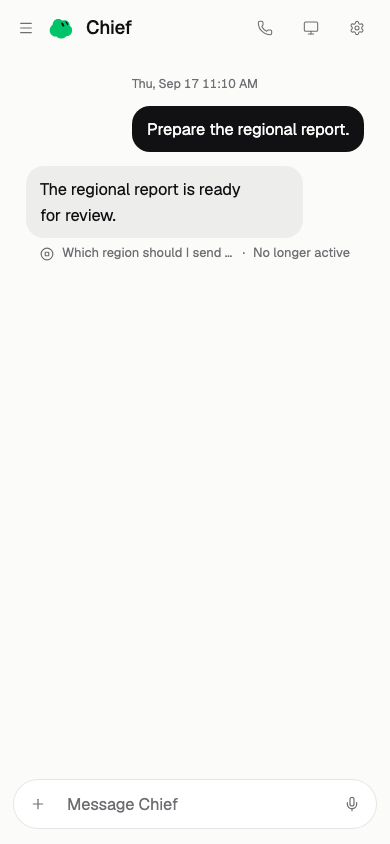 Chief
Thu, Sep 17 11:10 AM
Prepare the regional report.
The regional report is ready
for review.
Which region should I send … · No longer active
Message Chief